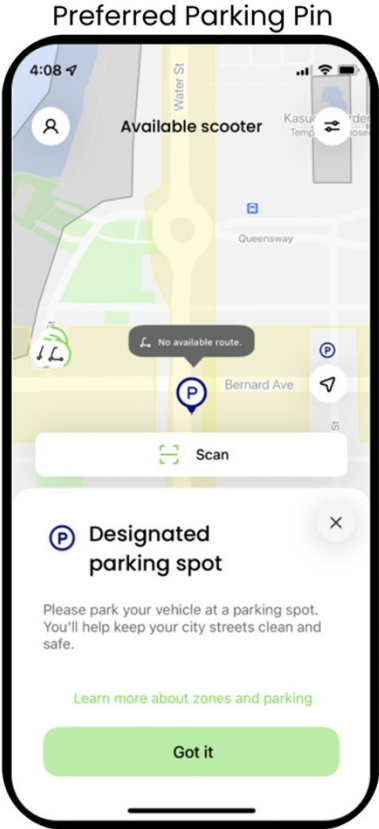 Preferred Parking Pin
4:08
Water St
Available scooter
Queensway
No available route.
P
P
Bernard Ave
St
Scan
P
Designated
parking spot
Please park your vehicle at a parking spot.
You'll help keep your city streets clean and
safe.
Learn more about zones and parking
Got it